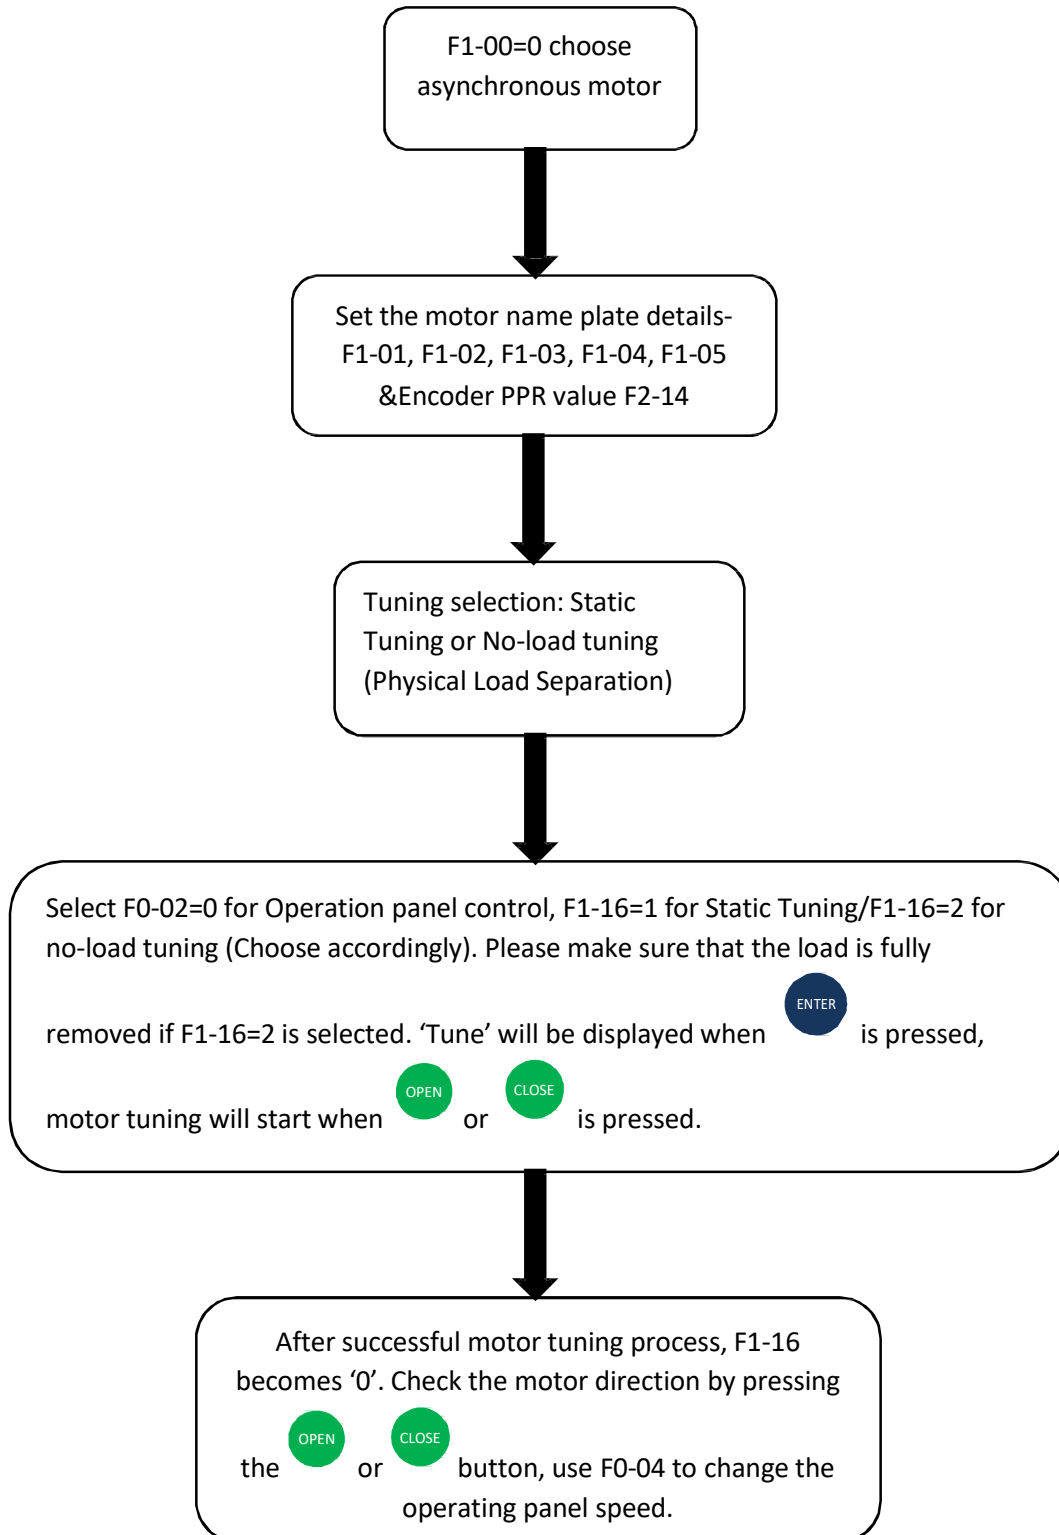 F1-00=0 choose
asynchronous motor
Set the motor name plate details-
F1-01, F1-02, F1-03, F1-04, F1-05
&Encoder PPR value F2-14
Tuning selection: Static
Tuning or No-load tuning
(Physical Load Separation)
Select F0-02=0 for Operation panel control, F1-16=1 for Static Tuning/F1-16=2 for
no-load tuning (Choose accordingly). Please make sure that the load is fully
removed if F1-16=2 is selected. ‘Tune’ will be displayed when ENTER is pressed,
motor tuning will start when OPEN or CLOSE is pressed.
After successful motor tuning process, F1-16
becomes ‘0’. Check the motor direction by pressing
the OPEN or CLOSE button, use F0-04 to change the
operating panel speed.